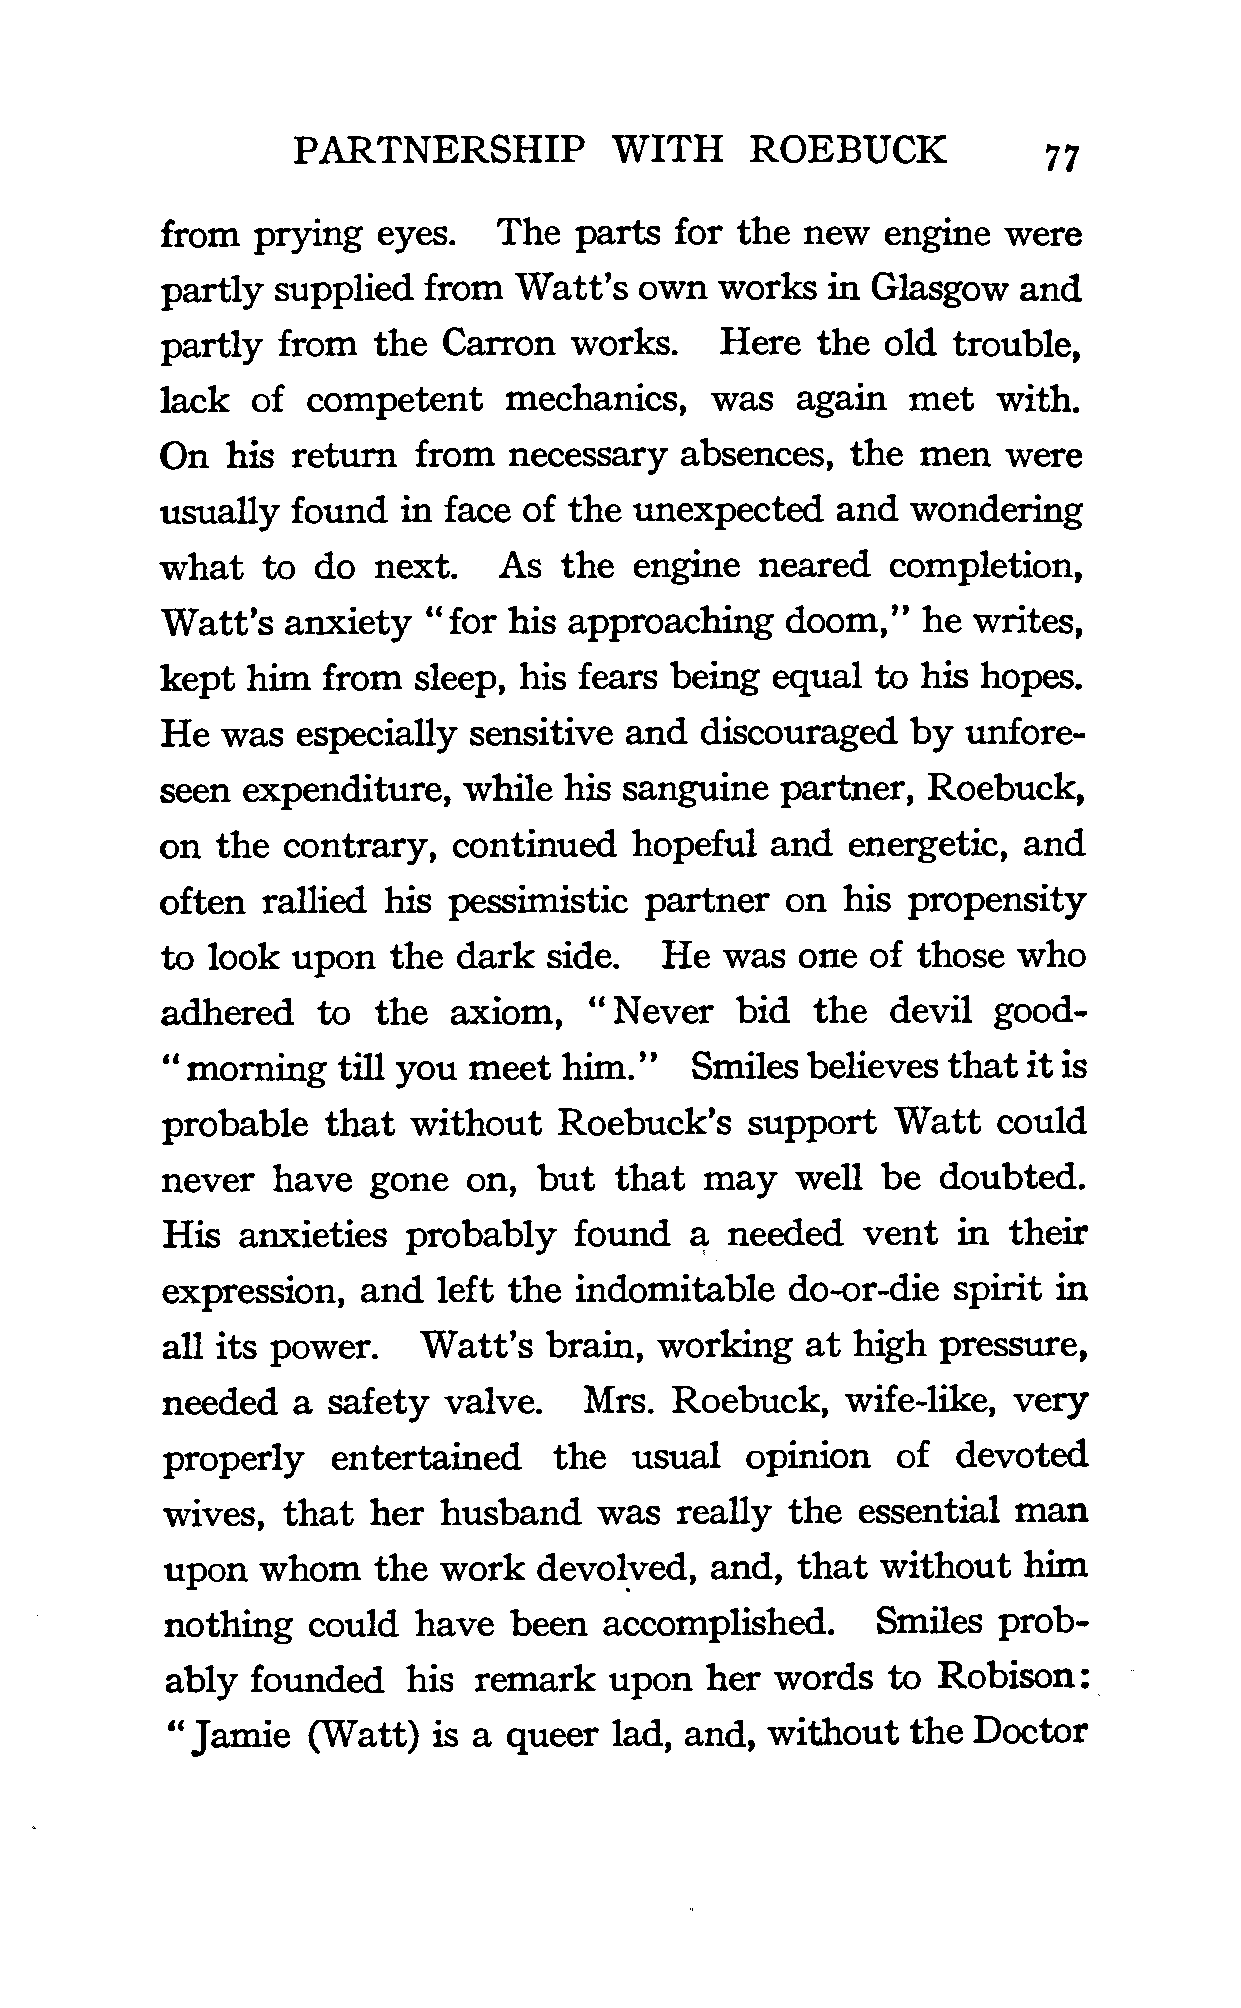 PARTNERSHIP WITH ROEBUCK 77
from prying eyes. The parts for the new engine were
partly supplied from Watt's own works in Glasgow and
partly from the Carron works. Here the old trouble,
lack of competent mechanics, was again met with.
On his return from necessary absences, the men were
usually found in face of the unexpected and wondering
what to do next. As the engine neared completion,
Watt's anxiety "for his approaching doom," he writes,
kept him from sleep, his fears being equal to his hopes.
He was especially sensitive and discouraged by unfore-
seen expenditure, while his sanguine partner, Roebuck,
on the contrary, continued hopeful and energetic, and
often rallied his pessimistic partner on his propensity
to look upon the dark side. He was one of those who
adhered to the axiom, "Never bid the devil good-
"morning till you meet him." Smiles believes that it is
probable that without Roebuck's support Watt could
never have gone on, but that may well be doubted.
His anxieties probably found a needed vent in their
expression, and left the indomitable do-or-die spirit in
all its power. Watt's brain, working at high pressure,
needed a safety valve. Mrs. Roebuck, wife-like, very
properly entertained the usual opinion of devoted
wives, that her husband was really the essential man
upon whom the work devolved, and, that without him
nothing could have been accomplished. Smiles prob-
ably founded his remark upon her words to Robison:
"Jamie (Watt) is a queer lad, and, without the Doctor